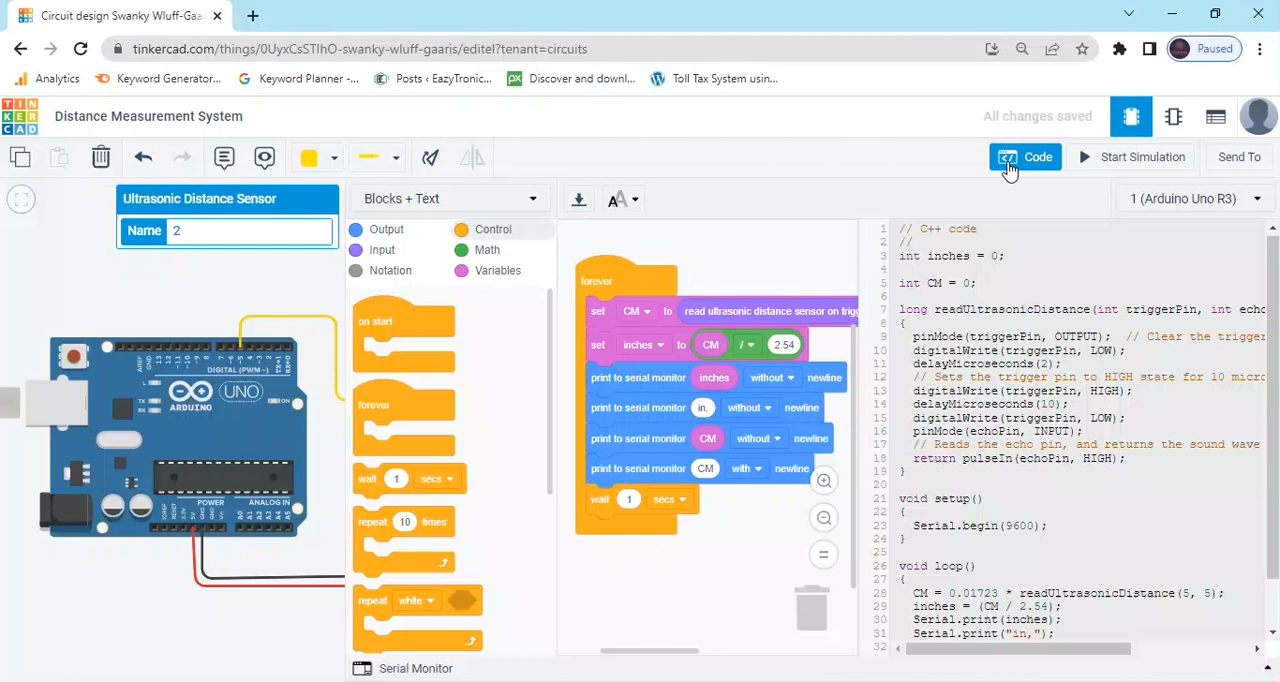 Circuit design Swanky Wluff-Gaa
tinkercad.com/things/0UyxCsSTlhO-swanky-wluff-gaaris/editel?tenant=circuits
Paused
Analytics
Keyword Generator...
Keyword Planner -...
Posts ‹ EazyTronic...
Discover and downl...
Toll Tax System usin...
TIN
KER
CAD
Distance Measurement System
All changes saved
Code
Start Simulation
Send To
Ultrasonic Distance Sensor
Name 2
Blocks + Text
1 (Arduino Uno R3)
Output
Control
Input
Math
Notation
Variables
on start
forever
wait 1 secs
repeat 10 times
repeat while
forever
set CM to read ultrasonic distance sensor on trigg
set inches to CM / 2.54
print to serial monitor inches without newline
print to serial monitor in, without newline
print to serial monitor CM without newline
print to serial monitor CM with newline
wait 1 secs
1 // C++ code
2 //
3 int inches = 0;
4
5 int CM = 0;
6
7 long readUltrasonicDistance(int triggerPin, int echo
8 {
9 pinMode(triggerPin, OUTPUT); // Clear the trigger
10 digitalWrite(triggerPin, LOW);
11 delayMicroseconds(2);
12 // Sets the trigger pin to HIGH state for 10 micro
13 digitalWrite(triggerPin, HIGH);
14 delayMicroseconds(10);
15 digitalWrite(triggerPin, LOW);
16 pinMode(echoPin, INPUT);
17 // Reads the echo pin, and returns the sound wave
18 return pulseIn(echoPin, HIGH);
19 }
20
21 void setup()
22 {
23 Serial.begin(9600);
24 }
25
26 void loop()
27 {
28 CM = 0.01723 * readUltrasonicDistance(5, 5);
29 inches = (CM / 2.54);
30 Serial.print(inches);
31 Serial.print("in,");
32
DIGITAL (PWM~)
UNO
ARDUINO
TX
RX
L
ON
POWER
ANALOG IN
5V
Serial Monitor